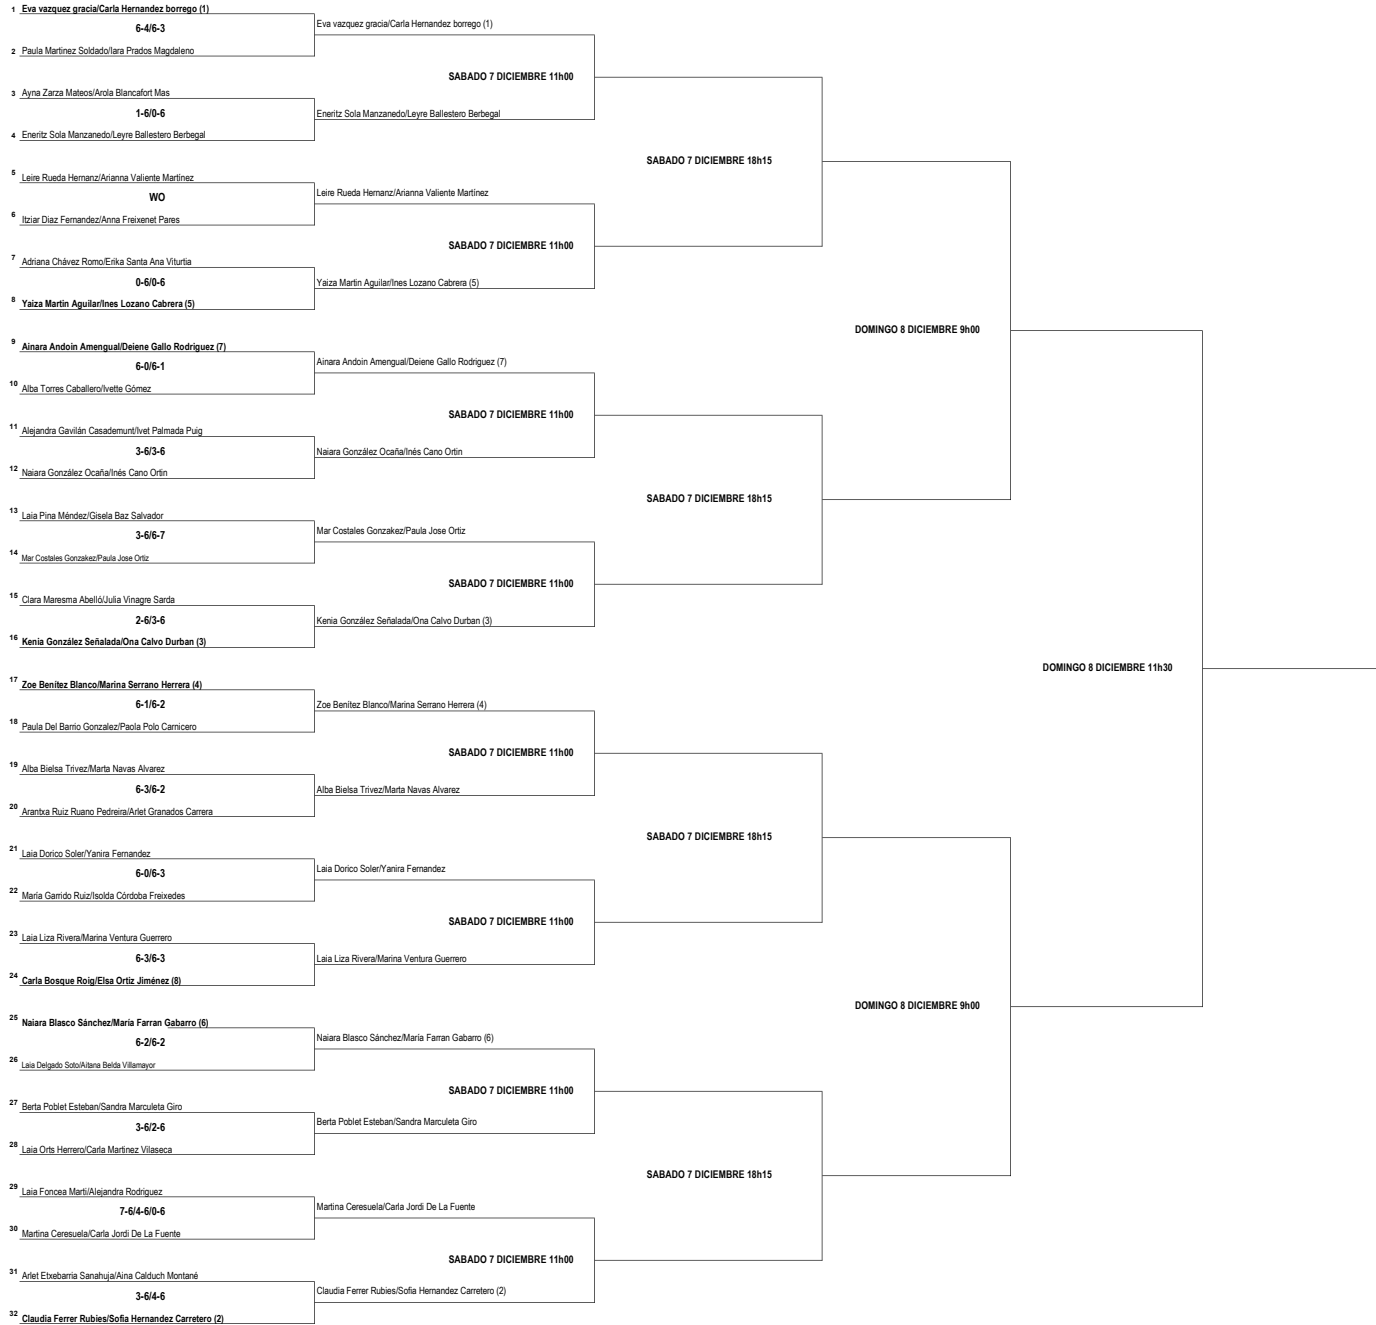 1 Eva vazquez gracia/Carla Hernandez borrego (1)
Eva vazquez gracia/Carla Hernandez borrego (1)
6-4/6-3
2 Paula Martinez Soldado/Iara Prados Magdaleno
SABADO 7 DICIEMBRE 11h00
3 Ayna Zarza Mateos/Arola Blancafort Mas
1-6/0-6
Eneritz Sola Manzanedo/Leyre Ballestero Berbegal
4 Eneritz Sola Manzanedo/Leyre Ballestero Berbegal
SABADO 7 DICIEMBRE 18h15
5 Leire Rueda Hernanz/Arianna Valiente Martínez
Leire Rueda Hernanz/Arianna Valiente Martínez
WO
6 Itziar Diaz Fernandez/Anna Freixenet Pares
SABADO 7 DICIEMBRE 11h00
7 Adriana Chávez Romo/Erika Santa Ana Viturtia
0-6/0-6
Yaiza Martin Aguilar/Ines Lozano Cabrera (5)
8 Yaiza Martin Aguilar/Ines Lozano Cabrera (5)
DOMINGO 8 DICIEMBRE 9h00
9 Ainara Andoin Amengual/Deiene Gallo Rodriguez (7)
Ainara Andoin Amengual/Deiene Gallo Rodriguez (7)
6-0/6-1
10 Alba Torres Caballero/Ivette Gómez
SABADO 7 DICIEMBRE 11h00
11 Alejandra Gavilán Casademunt/Ivet Palmada Puig
3-6/3-6
Naiara González Ocaña/Inés Cano Ortin
12 Naiara González Ocaña/Inés Cano Ortin
SABADO 7 DICIEMBRE 18h15
13 Laia Pina Méndez/Gisela Baz Salvador
Mar Costales Gonzakez/Paula Jose Ortiz
3-6/6-7
14 Mar Costales Gonzakez/Paula Jose Ortiz
SABADO 7 DICIEMBRE 11h00
15 Clara Maresma Abelló/Julia Vinagre Sarda
2-6/3-6
Kenia González Señalada/Ona Calvo Durban (3)
16 Kenia González Señalada/Ona Calvo Durban (3)
DOMINGO 8 DICIEMBRE 11h30
17 Zoe Benítez Blanco/Marina Serrano Herrera (4)
Zoe Benítez Blanco/Marina Serrano Herrera (4)
6-1/6-2
18 Paula Del Barrio Gonzalez/Paola Polo Carnicero
SABADO 7 DICIEMBRE 11h00
19 Alba Bielsa Trivez/Marta Navas Alvarez
6-3/6-2
Alba Bielsa Trivez/Marta Navas Alvarez
20 Arantxa Ruiz Ruano Pedreira/Arlet Granados Carrera
SABADO 7 DICIEMBRE 18h15
21 Laia Dorico Soler/Yanira Fernandez
Laia Dorico Soler/Yanira Fernandez
6-0/6-3
22 María Garrido Ruiz/Isolda Córdoba Freixedes
SABADO 7 DICIEMBRE 11h00
23 Laia Liza Rivera/Marina Ventura Guerrero
6-3/6-3
Laia Liza Rivera/Marina Ventura Guerrero
24 Carla Bosque Roig/Elsa Ortiz Jiménez (8)
DOMINGO 8 DICIEMBRE 9h00
25 Naiara Blasco Sánchez/María Farran Gabarro (6)
Naiara Blasco Sánchez/María Farran Gabarro (6)
6-2/6-2
26 Laia Delgado Soto/Aitana Belda Villamayor
SABADO 7 DICIEMBRE 11h00
27 Berta Poblet Esteban/Sandra Marculeta Giro
3-6/2-6
Berta Poblet Esteban/Sandra Marculeta Giro
28 Laia Orts Herrero/Carla Martinez Vilaseca
SABADO 7 DICIEMBRE 18h15
29 Laia Foncea Marti/Alejandra Rodriguez
Martina Ceresuela/Carla Jordi De La Fuente
7-6/4-6/0-6
30 Martina Ceresuela/Carla Jordi De La Fuente
SABADO 7 DICIEMBRE 11h00
31 Arlet Etxebarria Sanahuja/Aina Calduch Montané
3-6/4-6
Claudia Ferrer Rubies/Sofia Hernandez Carretero (2)
32 Claudia Ferrer Rubies/Sofia Hernandez Carretero (2)